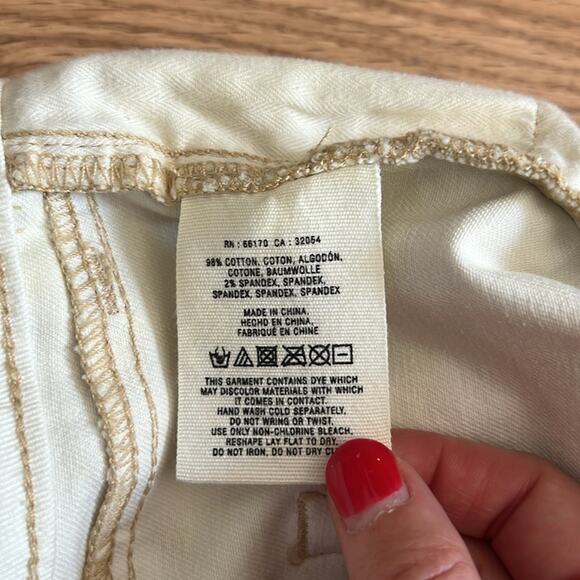 RN : 66170 CA : 32054
98% COTTON, COTON, ALGODÓN,
COTONE, BAUMWOLLE
2% SPANDEX, SPANDEX,
SPANDEX, SPANDEX, SPANDEX
MADE IN CHINA,
HECHO EN CHINA,
FABRIQUÉ EN CHINE
THIS GARMENT CONTAINS DYE WHICH
MAY DISCOLOR MATERIALS WITH WHICH
IT COMES IN CONTACT.
HAND WASH COLD SEPARATELY.
DO NOT WRING OR TWIST.
USE ONLY NON-CHLORINE BLEACH.
RESHAPE LAY FLAT TO DRY.
DO NOT IRON, DO NOT DRY CL